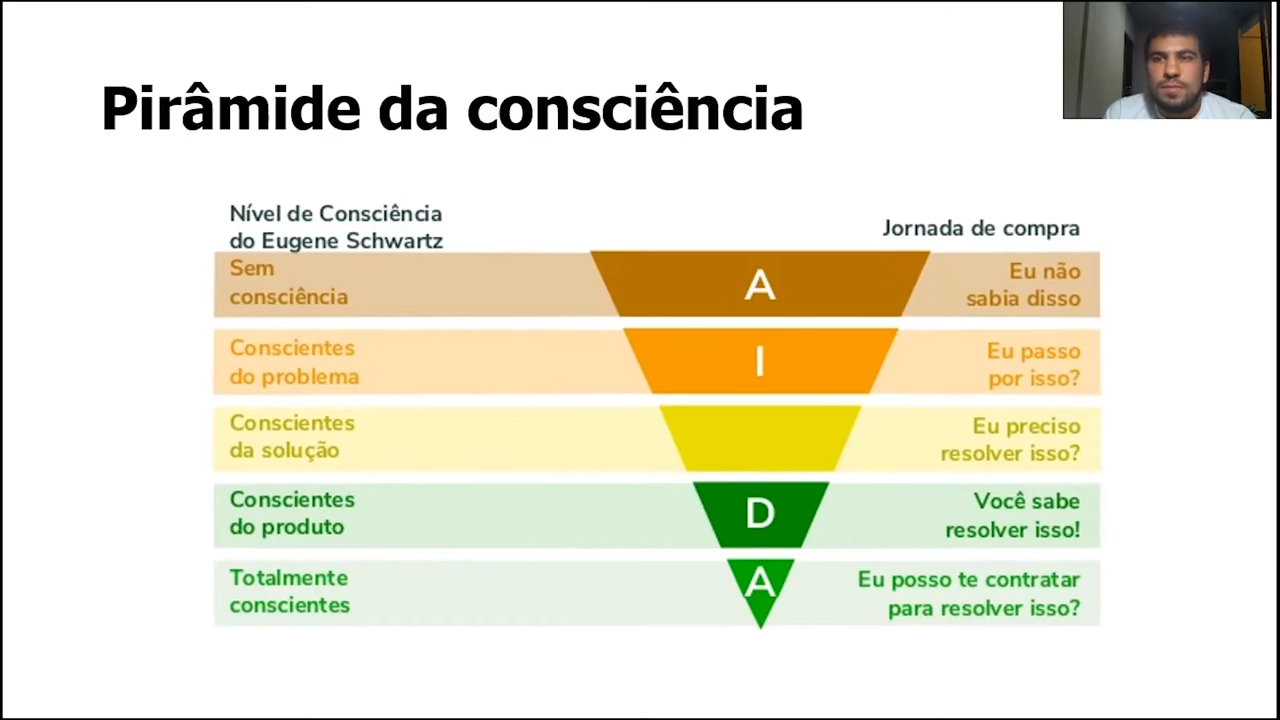 Pirâmide da consciência
Nível de Consciência
do Eugene Schwartz
Jornada de compra
Sem
consciência
A
Eu não
sabia disso
Conscientes
do problema
I
Eu passo
por isso?
Conscientes
da solução
Eu preciso
resolver isso?
Conscientes
do produto
D
Você sabe
resolver isso!
Totalmente
conscientes
A
Eu posso te contratar
para resolver isso?